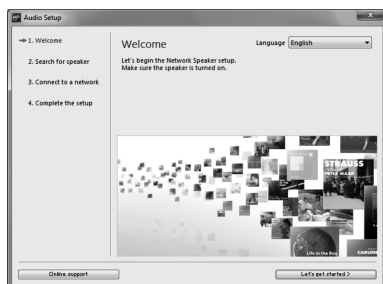 Audio Setup
1. Welcome
2. Search for speaker
3. Connect to a network
4. Complete the setup
Welcome
Language English
Let's begin the Network Speaker setup.
Make sure the speaker is turned on.
STRAUSS
Life in the Box
Online support
Let's get started >